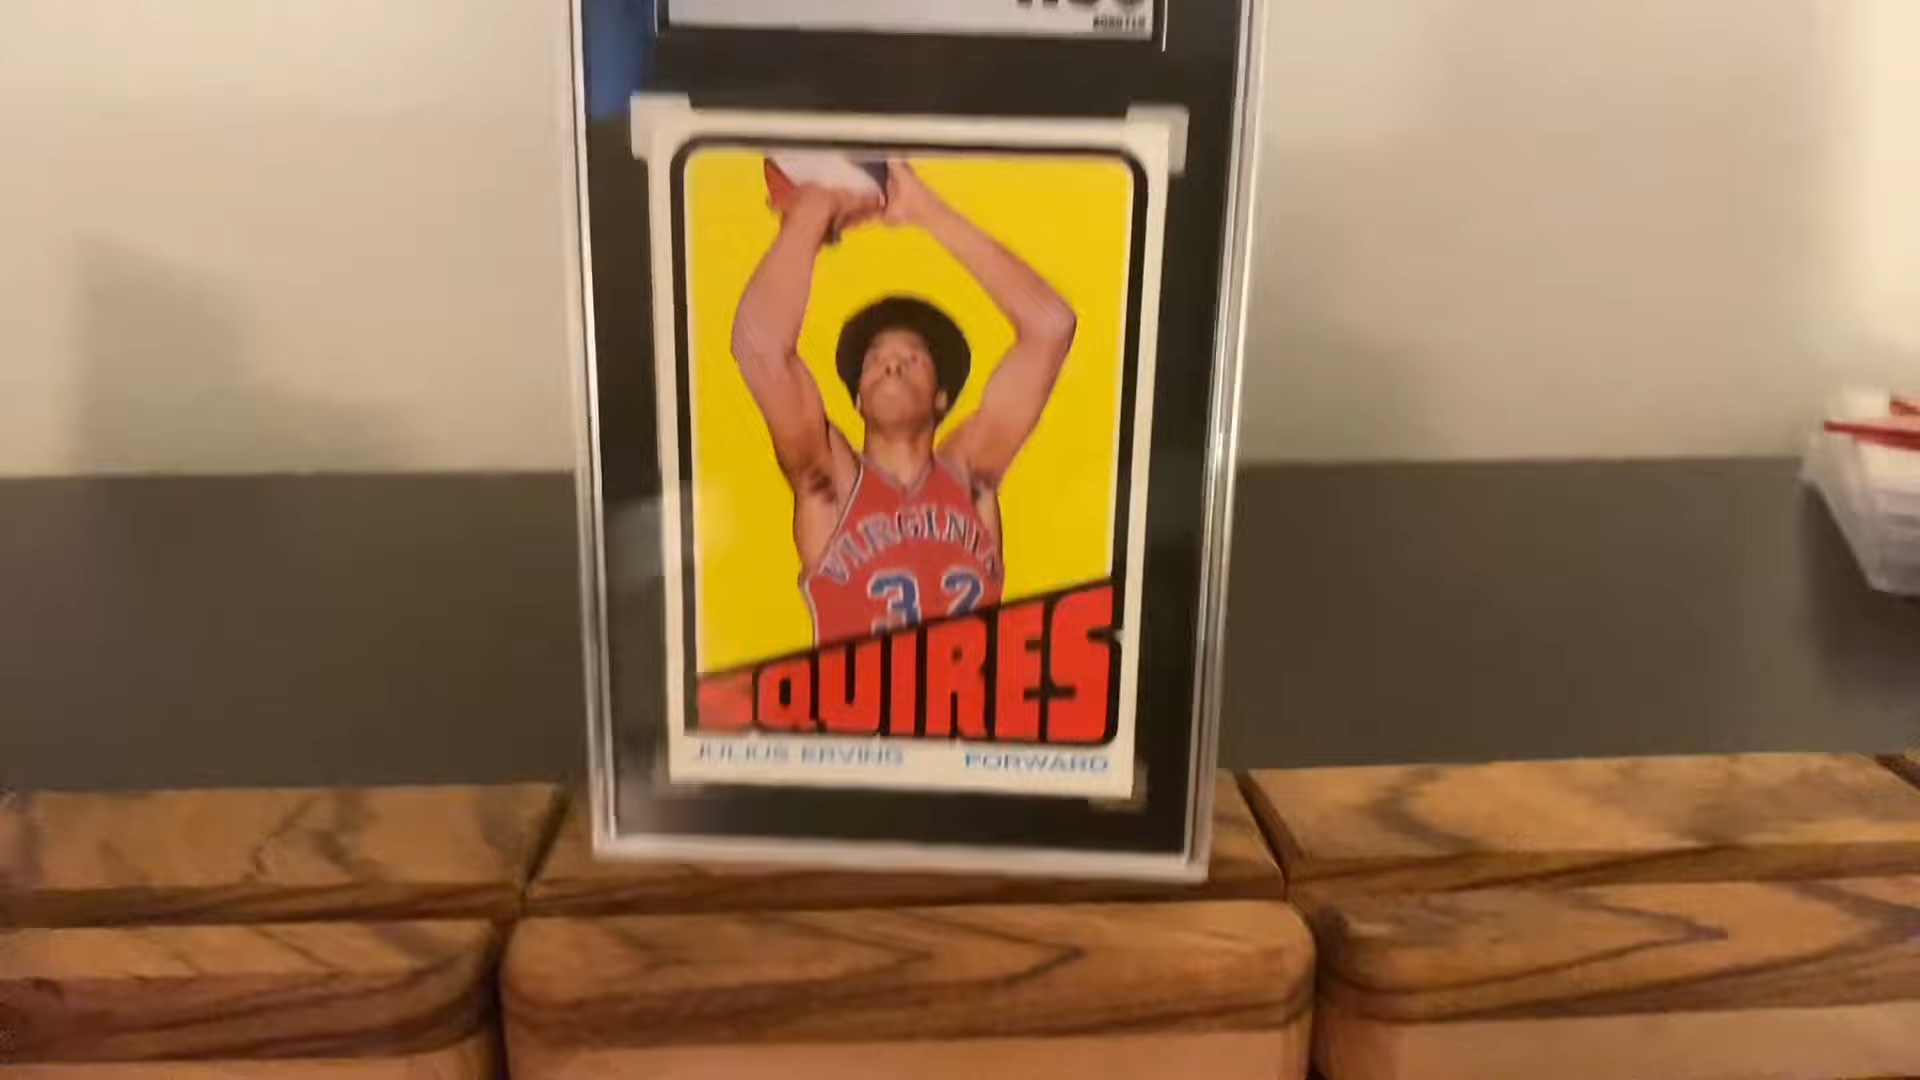 VIRGINIA
32
SQUIRES
JULIUS ERVING FORWARD